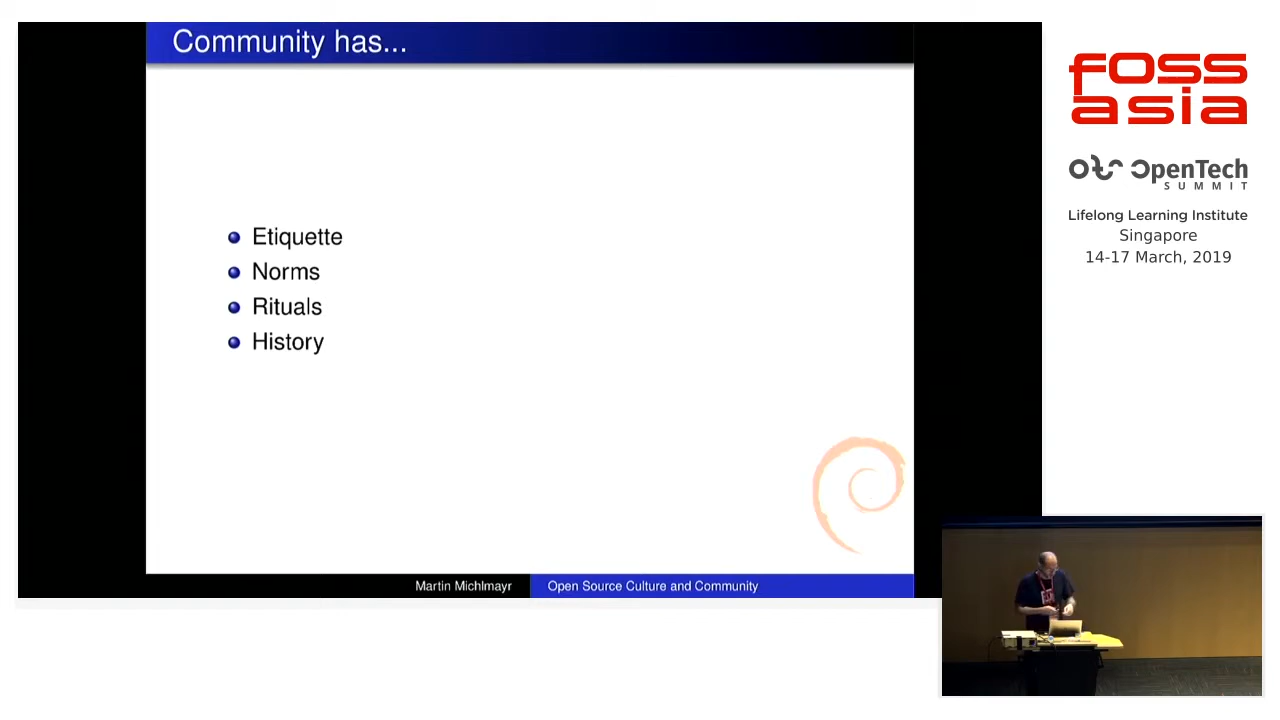 Community has...
Etiquette
Norms
Rituals
History
Martin Michlmayr
Open Source Culture and Community
fOSS
asia
OpenTech
SUMMIT
Lifelong Learning Institute
Singapore
14-17 March, 2019